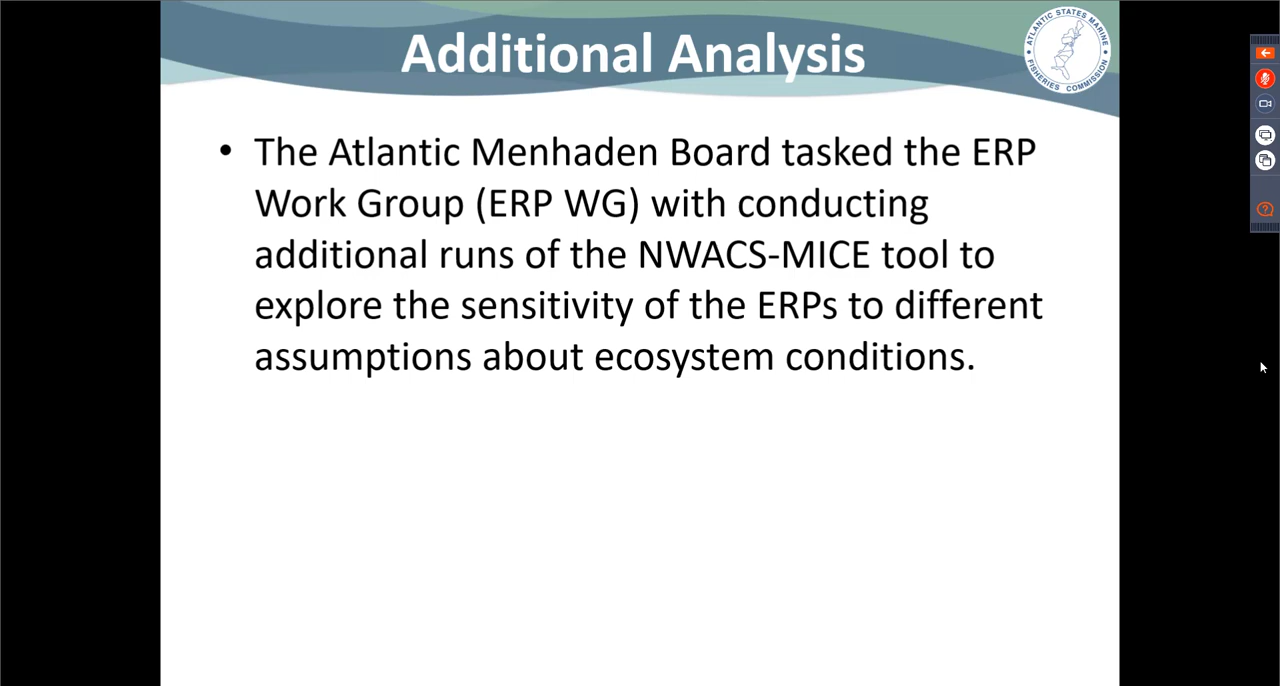 Additional Analysis
ATLANTIC STATES MARINE
FISHERIES COMMISSION
• The Atlantic Menhaden Board tasked the ERP
Work Group (ERP WG) with conducting
additional runs of the NWACS-MICE tool to
explore the sensitivity of the ERPs to different
assumptions about ecosystem conditions.